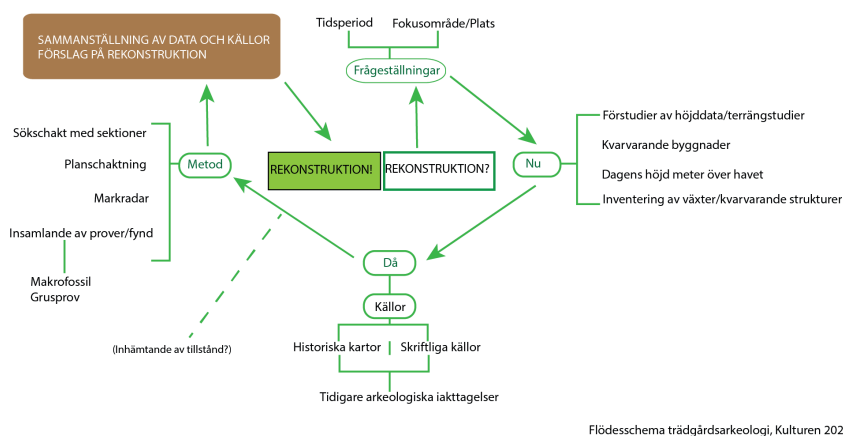 SAMMANSTÄLLNING AV DATA OCH KÄLLOR
FÖRSLAG PÅ REKONSTRUKTION
Tidsperiod
Fokusområde/Plats
Frågeställningar
REKONSTRUKTION!
REKONSTRUKTION?
Nu
Förstudier av höjddata/terrängstudier
Kvarvarande byggnader
Dagens höjd meter över havet
Inventering av växter/kvarvarande strukturer
Då
Källor
Historiska kartor
Skriftliga källor
Tidigare arkeologiska iakttagelser
Metod
Sökschakt med sektioner
Planschaktning
Markradar
Insamlande av prover/fynd
Makrofossil
Grusprov
(Inhämtande av tillstånd?)
Flödesschema trädgårdsarkeologi, Kulturen 202